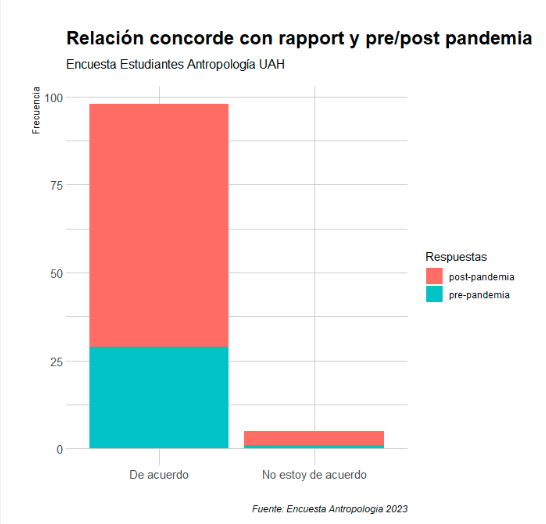 Relación concorde con rapport y pre/post pandemia
Encuesta Estudiantes Antropología UAH
Frecuencia
100
75
50
25
0
De acuerdo
No estoy de acuerdo
Respuestas
post-pandemia
pre-pandemia
Fuente: Encuesta Antropologia 2023